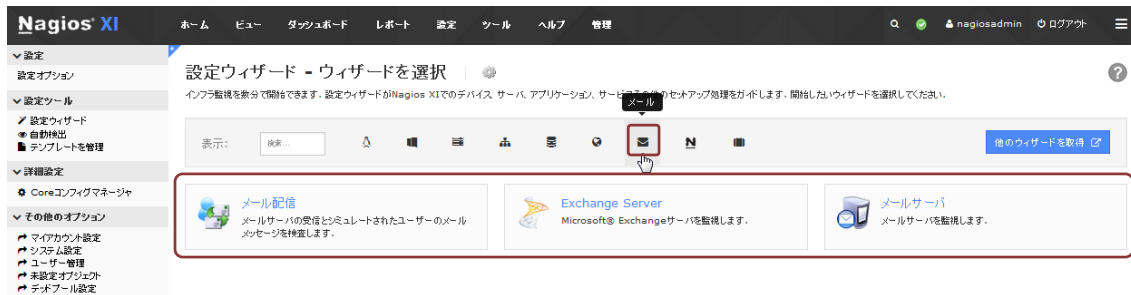 Nagios® XI ホーム ビュー ダッシュボード レポート 設定 ツール ヘルプ 管理 nagiosadmin ログアウト
設定
設定オプション
設定ツール
設定ウィザード
自動検出
テンプレートを管理
詳細設定
Coreコンフィグマネージャ
その他のオプション
マイアカウント設定
システム設定
ユーザー管理
未設定オブジェクト
デッドプール設定
設定ウィザード - ウィザードを選択
インフラ監視を数分で開始できます. 設定ウィザードがNagios XIでのデバイス, サーバ, アプリケーション, サービスその他のセットアップ処理をガイドします. 開始したいウィザードを選択してください.
メール
表示: 検索... N 他のウィザードを取得
メール配信
メールサーバの受信とシミュレートされたユーザーのメール
メッセージを検査します.
Exchange Server
Microsoft® Exchangeサーバを監視します.
メールサーバ
メールサーバを監視します.